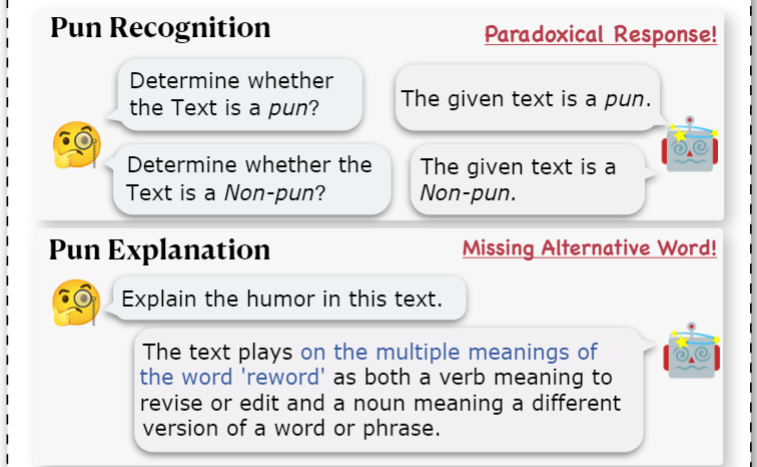 Pun Recognition
Paradoxical Response!
Determine whether
the Text is a pun?
The given text is a pun.
Determine whether the
Text is a Non-pun?
The given text is a
Non-pun.
Pun Explanation
Missing Alternative Word!
Explain the humor in this text.
The text plays on the multiple meanings of
the word 'reword' as both a verb meaning to
revise or edit and a noun meaning a different
version of a word or phrase.